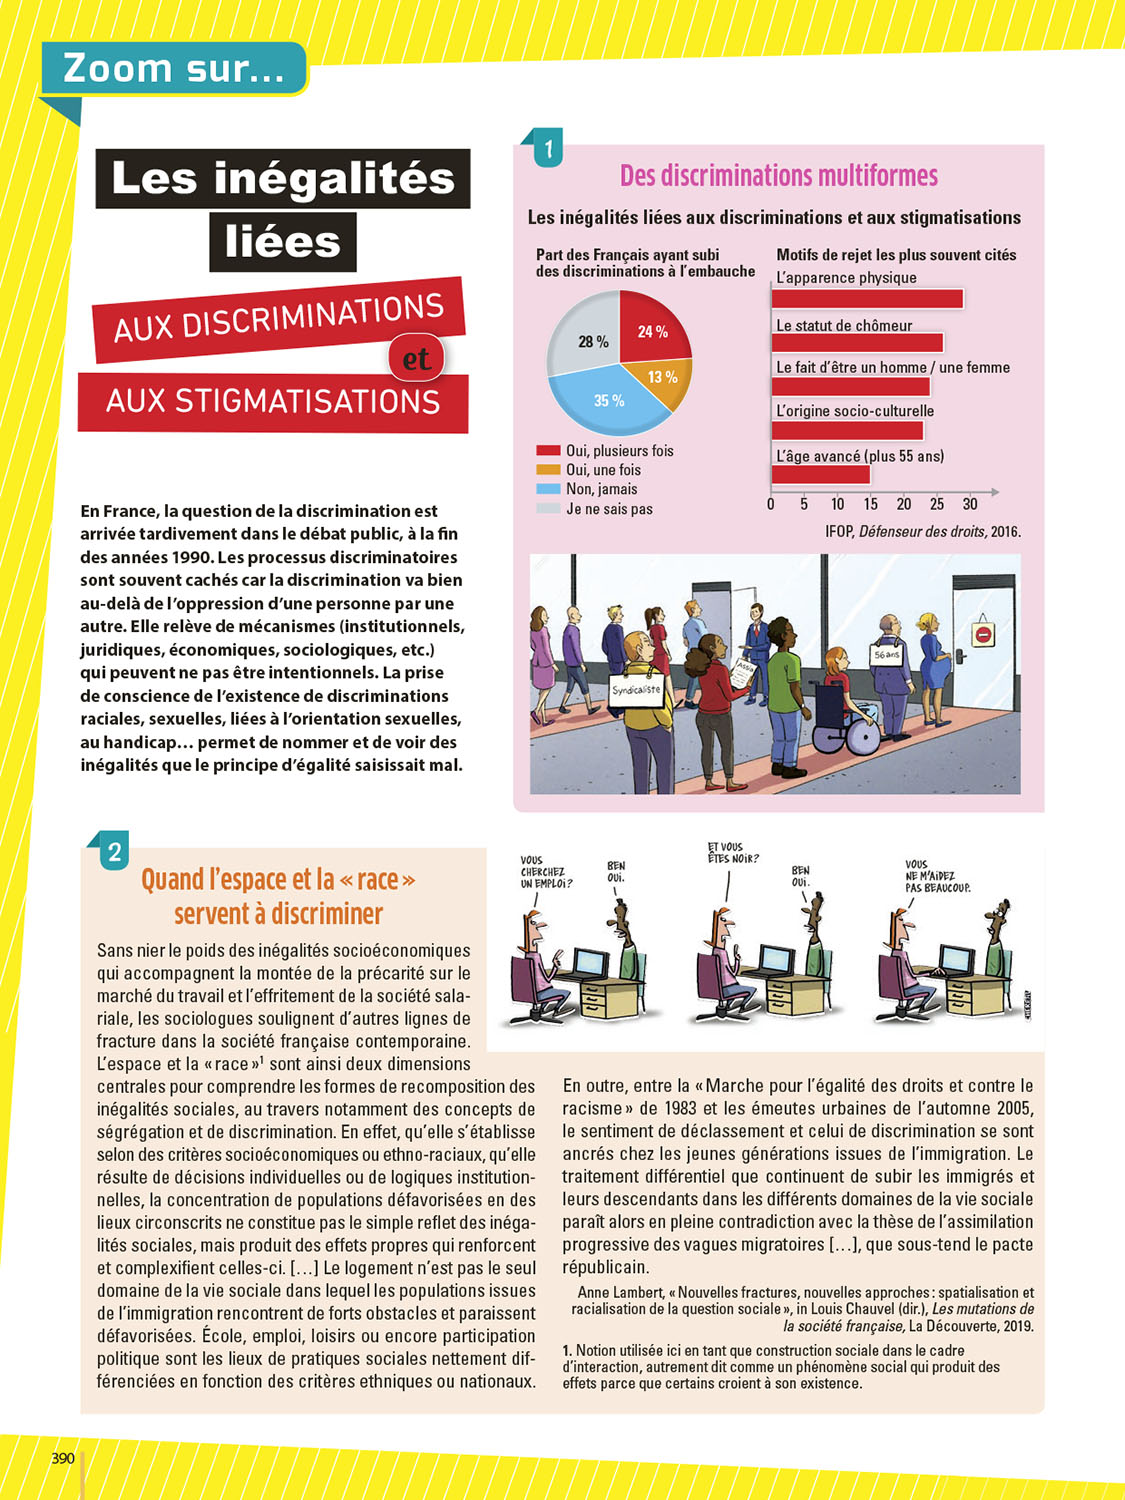 Zoom sur...
Les inégalités
liées
AUX DISCRIMINATIONS
et
AUX STIGMATISATIONS
En France, la question de la discrimination est
arrivée tardivement dans le débat public, à la fin
des années 1990. Les processus discriminatoires
sont souvent cachés car la discrimination va bien
au-delà de l'oppression d'une personne par une
autre. Elle relève de mécanismes (institutionnels,
juridiques, économiques, sociologiques, etc.)
qui peuvent ne pas être intentionnels. La prise
de conscience de l'existence de discriminations
raciales, sexuelles, liées à l'orientation sexuelles,
au handicap… permet de nommer et de voir des
inégalités que le principe d'égalité saisissait mal.
1
Des discriminations multiformes
Les inégalités liées aux discriminations et aux stigmatisations
Part des Français ayant subi
des discriminations à l'embauche
28 %
24 %
13 %
35 %
Oui, plusieurs fois
Oui, une fois
Non, jamais
Je ne sais pas
Motifs de rejet les plus souvent cités
L'apparence physique
Le statut de chômeur
Le fait d'être un homme / une femme
L'origine socio-culturelle
L'âge avancé (plus 55 ans)
0 5 10 15 20 25 30
IFOP, Défenseur des droits, 2016.
Syndicaliste
Assia
56 ans
2
Quand l'espace et la « race »
servent à discriminer
Sans nier le poids des inégalités socioéconomiques
qui accompagnent la montée de la précarité sur le
marché du travail et l'effritement de la société sala-
riale, les sociologues soulignent d'autres lignes de
fracture dans la société française contemporaine.
L'espace et la « race »¹ sont ainsi deux dimensions
centrales pour comprendre les formes de recomposition des
inégalités sociales, au travers notamment des concepts de
ségrégation et de discrimination. En effet, qu'elle s'établisse
selon des critères socioéconomiques ou ethno-raciaux, qu'elle
résulte de décisions individuelles ou de logiques institution-
nelles, la concentration de populations défavorisées en des
lieux circonscrits ne constitue pas le simple reflet des inéga-
lités sociales, mais produit des effets propres qui renforcent
et complexifient celles-ci. […] Le logement n'est pas le seul
domaine de la vie sociale dans lequel les populations issues
de l'immigration rencontrent de forts obstacles et paraissent
défavorisées. École, emploi, loisirs ou encore participation
politique sont les lieux de pratiques sociales nettement dif-
férenciées en fonction des critères ethniques ou nationaux.
VOUS
CHERCHEZ
UN EMPLOI ?
BEN
OUI.
ET VOUS
ÊTES NOIR ?
BEN
OUI.
VOUS
NE M'AIDEZ
PAS BEAUCOUP.
CHEREAU
En outre, entre la « Marche pour l'égalité des droits et contre le
racisme » de 1983 et les émeutes urbaines de l'automne 2005,
le sentiment de déclassement et celui de discrimination se sont
ancrés chez les jeunes générations issues de l'immigration. Le
traitement différentiel que continuent de subir les immigrés et
leurs descendants dans les différents domaines de la vie sociale
paraît alors en pleine contradiction avec la thèse de l'assimilation
progressive des vagues migratoires […], que sous-tend le pacte
républicain.
Anne Lambert, « Nouvelles fractures, nouvelles approches : spatialisation et
racialisation de la question sociale », in Louis Chauvel (dir.), Les mutations de
la société française, La Découverte, 2019.
1. Notion utilisée ici en tant que construction sociale dans le cadre
d'interaction, autrement dit comme un phénomène social qui produit des
effets parce que certains croient à son existence.
390